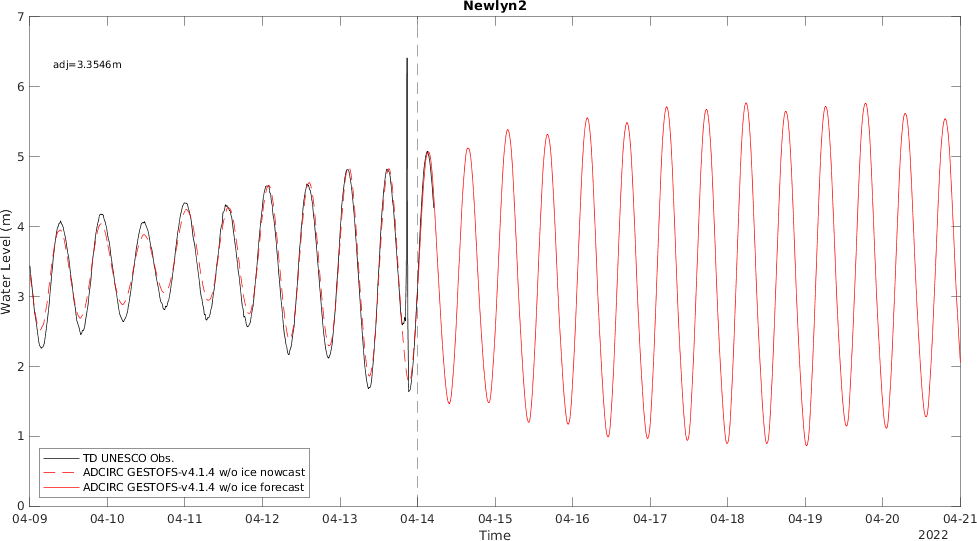 Newlyn2
7
6
5
4
3
2
1
0
Water Level (m)
adj=3.3546m
TD UNESCO Obs.
ADCIRC GESTOFS-v4.1.4 w/o ice nowcast
ADCIRC GESTOFS-v4.1.4 w/o ice forecast
04-09 04-10 04-11 04-12 04-13 04-14 04-15 04-16 04-17 04-18 04-19 04-20 04-21
Time
2022